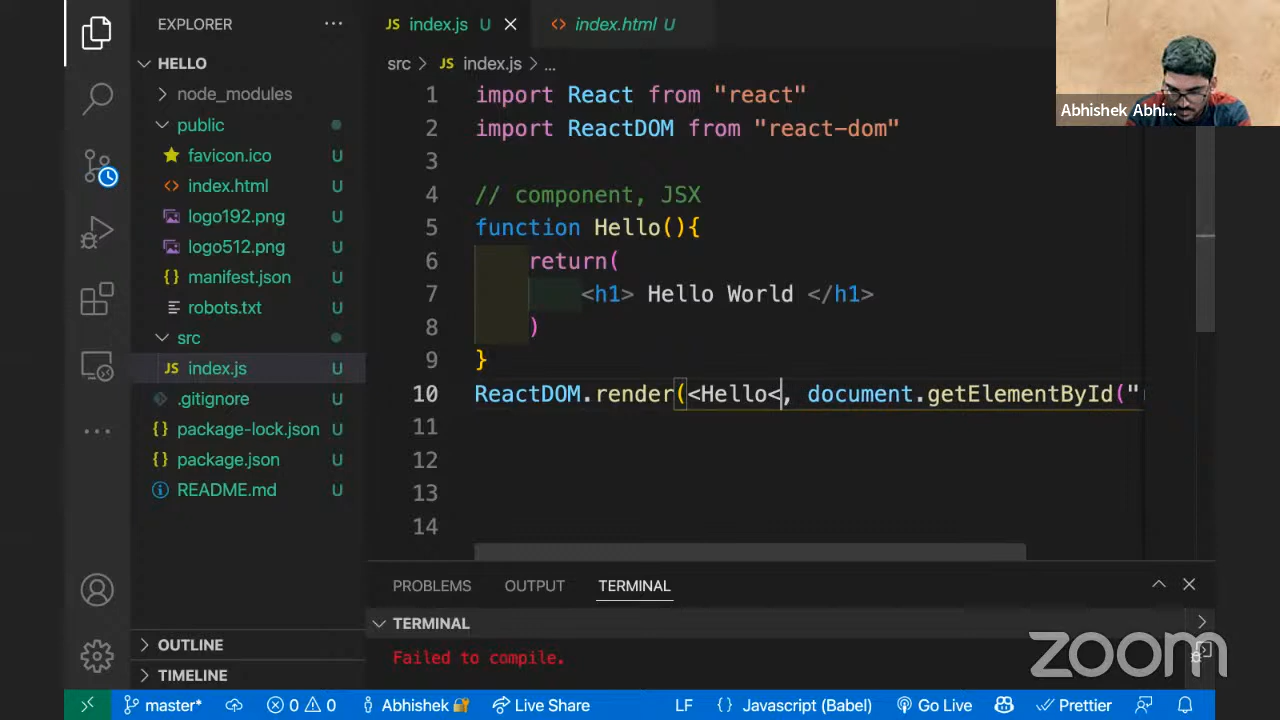 EXPLORER
HELLO
node_modules
public
favicon.ico U
index.html U
logo192.png U
logo512.png U
manifest.json U
robots.txt U
src
JS index.js U
.gitignore U
package-lock.json U
package.json U
README.md U
OUTLINE
TIMELINE
JS index.js U
index.html U
src > JS index.js > ...
1 import React from "react"
2 import ReactDOM from "react-dom"
3
4 // component, JSX
5 function Hello(){
6 return(
7 <h1> Hello World </h1>
8 )
9 }
10 ReactDOM.render(<Hello<, document.getElementById("
11
12
13
14
Abhishek Abhi...
PROBLEMS OUTPUT TERMINAL
TERMINAL
Failed to compile.
zoom
master* 0 0 Abhishek Live Share LF {} Javascript (Babel) Go Live Prettier